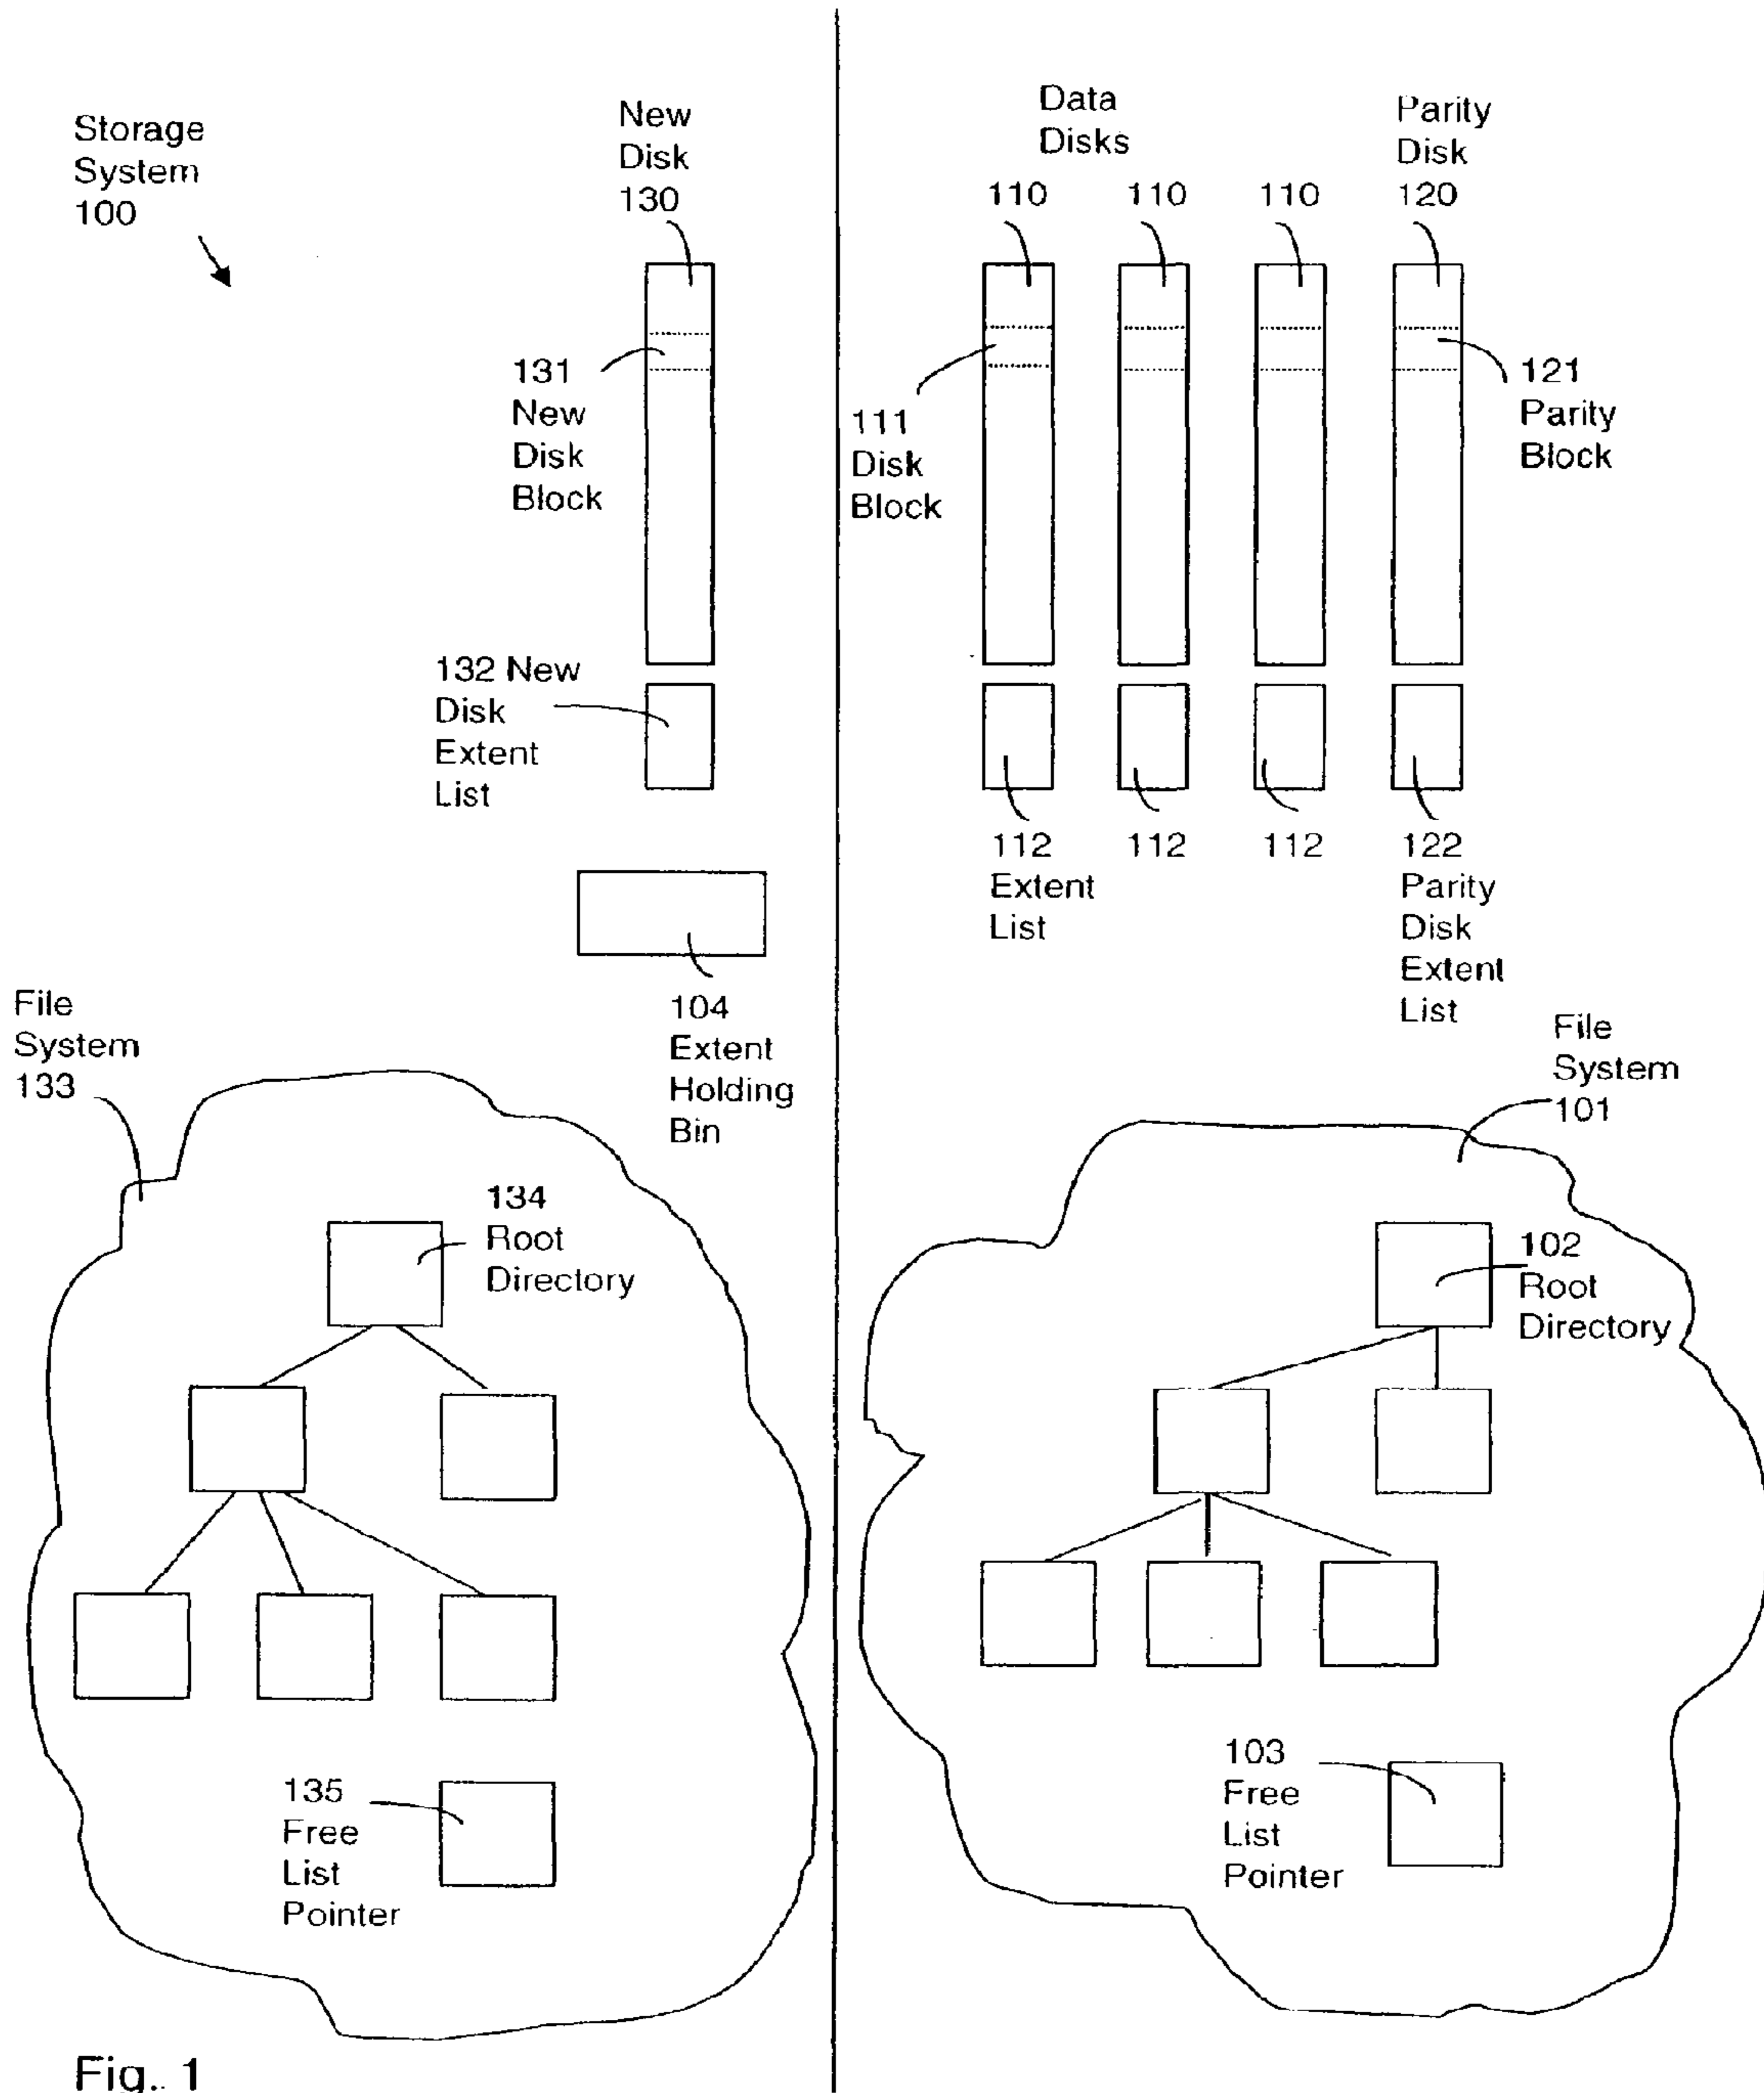 Storage
System
100
New
Disk
130
Data
Disks
Parity
Disk
110
110
110
120
131
New
Disk
Block
111
Disk
Block
121
Parity
Block
132 New
Disk
Extent
List
112
Extent
List
112
112
122
Parity
Disk
Extent
List
104
Extent
Holding
Bin
File
System
133
File
System
101
134
Root
Directory
102
Root
Directory
135
Free
List
Pointer
103
Free
List
Pointer
Fig. 1